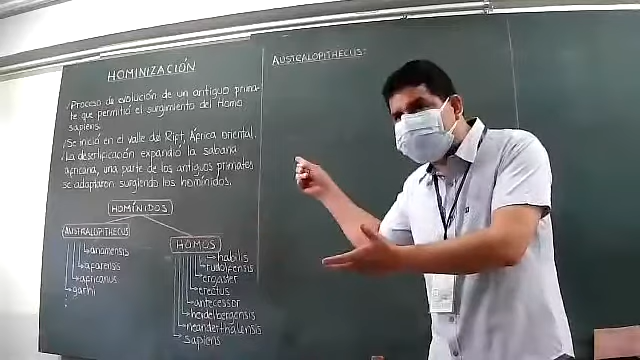 HOMINIZACIÓN
Proceso de evolución de un antiguo prima-
te que permitió el surgimiento del Homo
sapiens.
Se inició en el valle del Rift, África oriental.
La desertificación expandió la sabana
africana, una parte de los antiguos primates
se adaptaron surgiendo los homínidos.
HOMÍNIDOS
AUSTRALOPITHECUS
anamensis
afarensis
africanus
garhi
HOMOS
habilis
rudolfensis
ergaster
erectus
antecessor
heidelbergensis
neanderthalensis
sapiens
AUSTRALOPITHECUS: